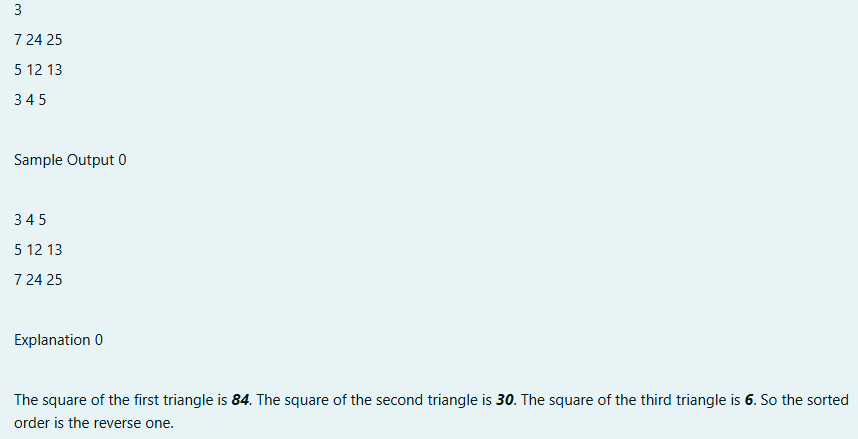 3
7 24 25
5 12 13
3 4 5
Sample Output 0
3 4 5
5 12 13
7 24 25
Explanation 0
The square of the first triangle is 84. The square of the second triangle is 30. The square of the third triangle is 6. So the sorted
order is the reverse one.